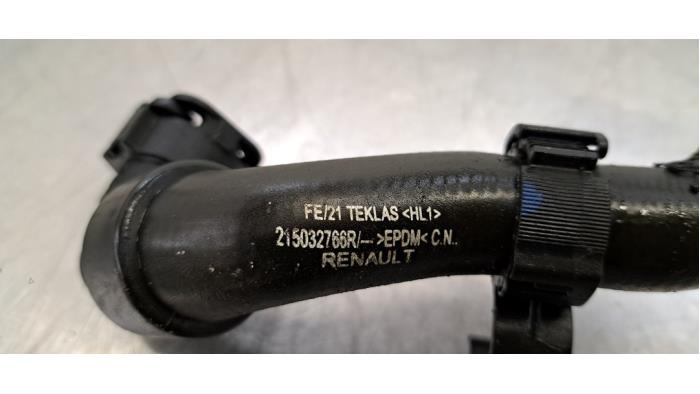 FE/21 TEKLAS <HL1>
215032766R/--- >EPDM< C.N..
RENAULT